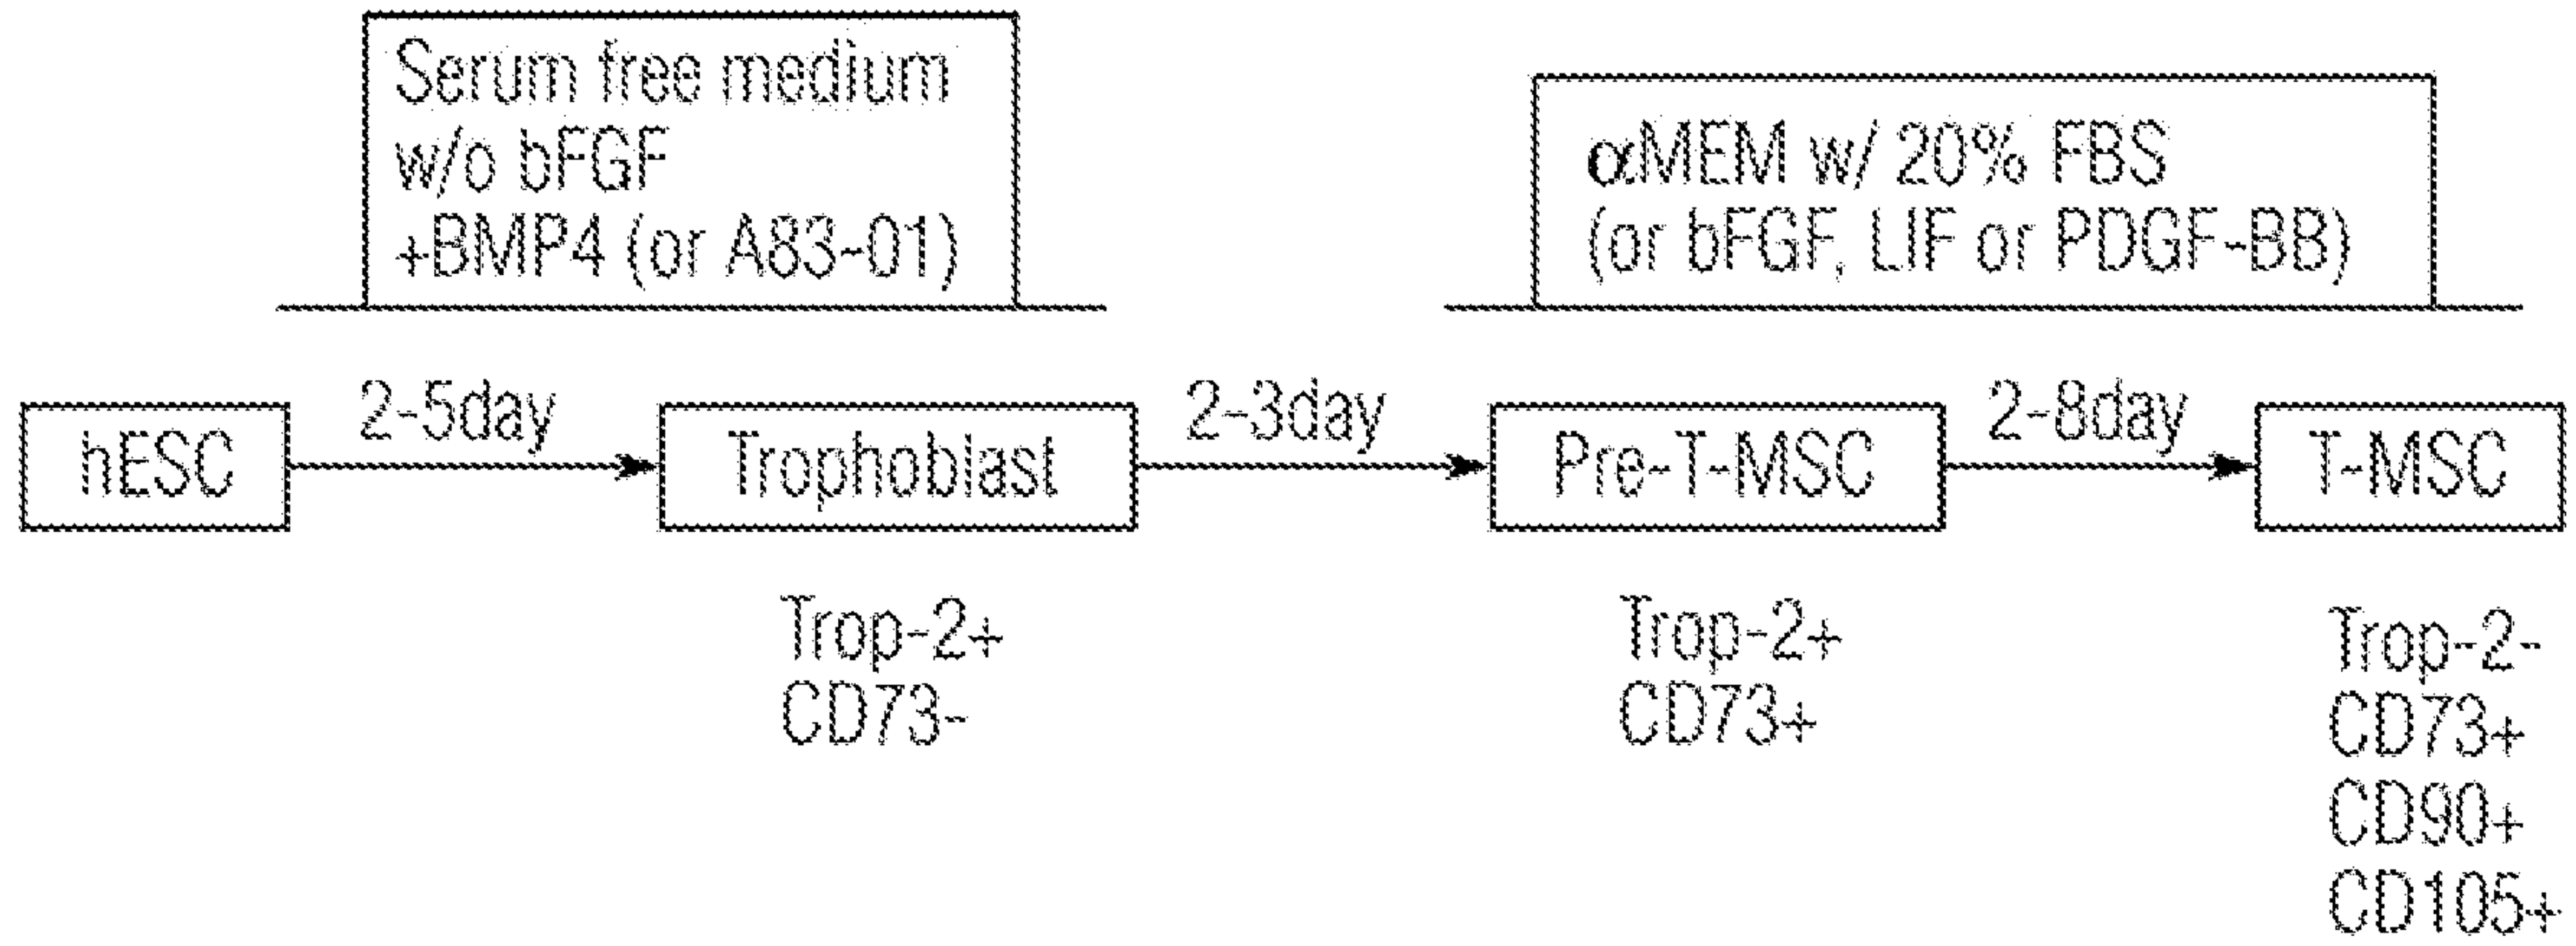 Serum free medium
w/o bFGF
+BMP4 (or A83-01)
αMEM w/ 20% FBS
(or bFGF, LIF or PDGF-BB)
hESC
2-5day
Trophoblast
2-3day
Pre-T-MSC
2-8day
T-MSC
Trop-2+
CD73-
Trop-2+
CD73+
Trop-2-
CD73+
CD90+
CD105+